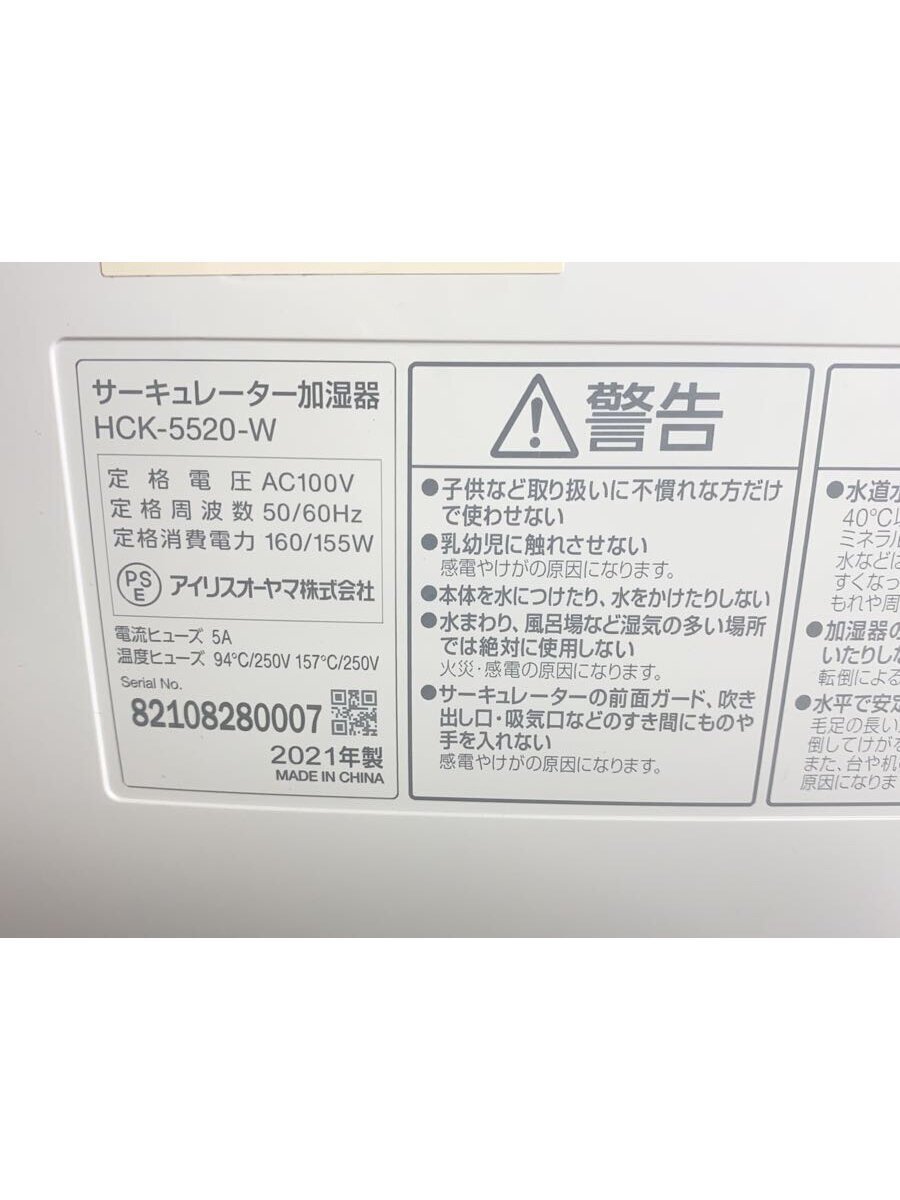 サーキュレーター加湿器
HCK-5520-W
定格電圧 AC100V
定格周波数 50/60Hz
定格消費電力 160/155W
PSE アイリスオーヤマ株式会社
電流ヒューズ 5A
温度ヒューズ 94℃/250V 157℃/250V
Serial No.
82108280007
2021年製
MADE IN CHINA
警告
●子供など取り扱いに不慣れな方だけ
で使わせない
●乳幼児に触れさせない
感電やけがの原因になります。
●本体を水につけたり、水をかけたりしない
●水まわり、風呂場など湿気の多い場所
では絶対に使用しない
火災・感電の原因になります。
●サーキュレーターの前面ガード、吹き
出し口・吸気口などのすき間にものや
手を入れない
感電やけがの原因になります。
●水道水
40℃以
ミネラル
水などは
すくなっ
もれや周
●加湿器の
いたりしな
転倒による
●水平で安定
毛足の長い
倒してけがを
また、台や机の
原因になりま